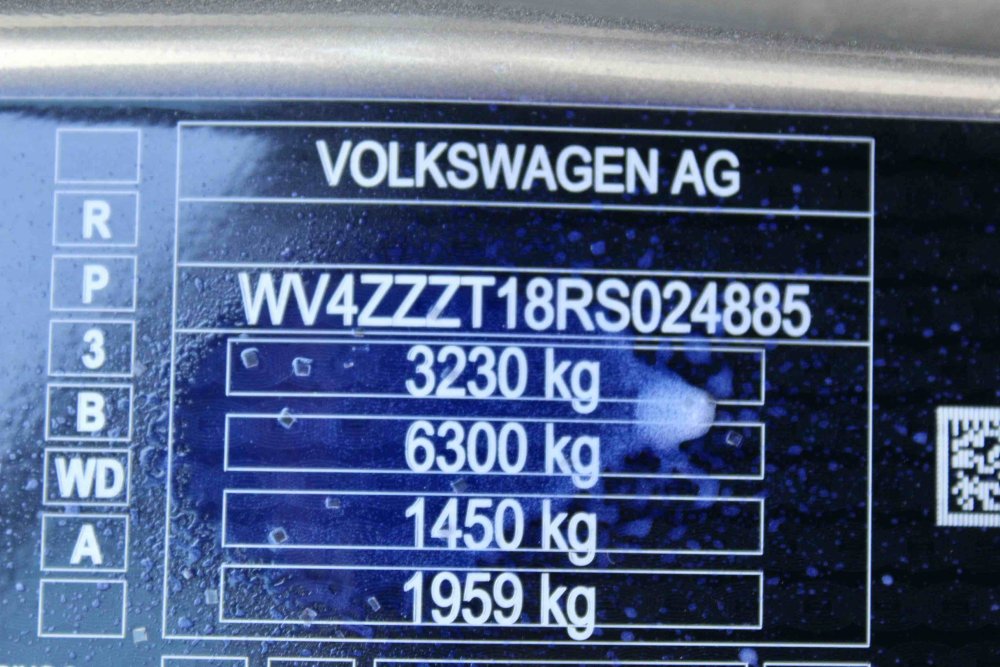 VOLKSWAGEN AG
WV4ZZZT18RS024885
3230 kg
6300 kg
1450 kg
1959 kg
R
P
3
B
WD
A